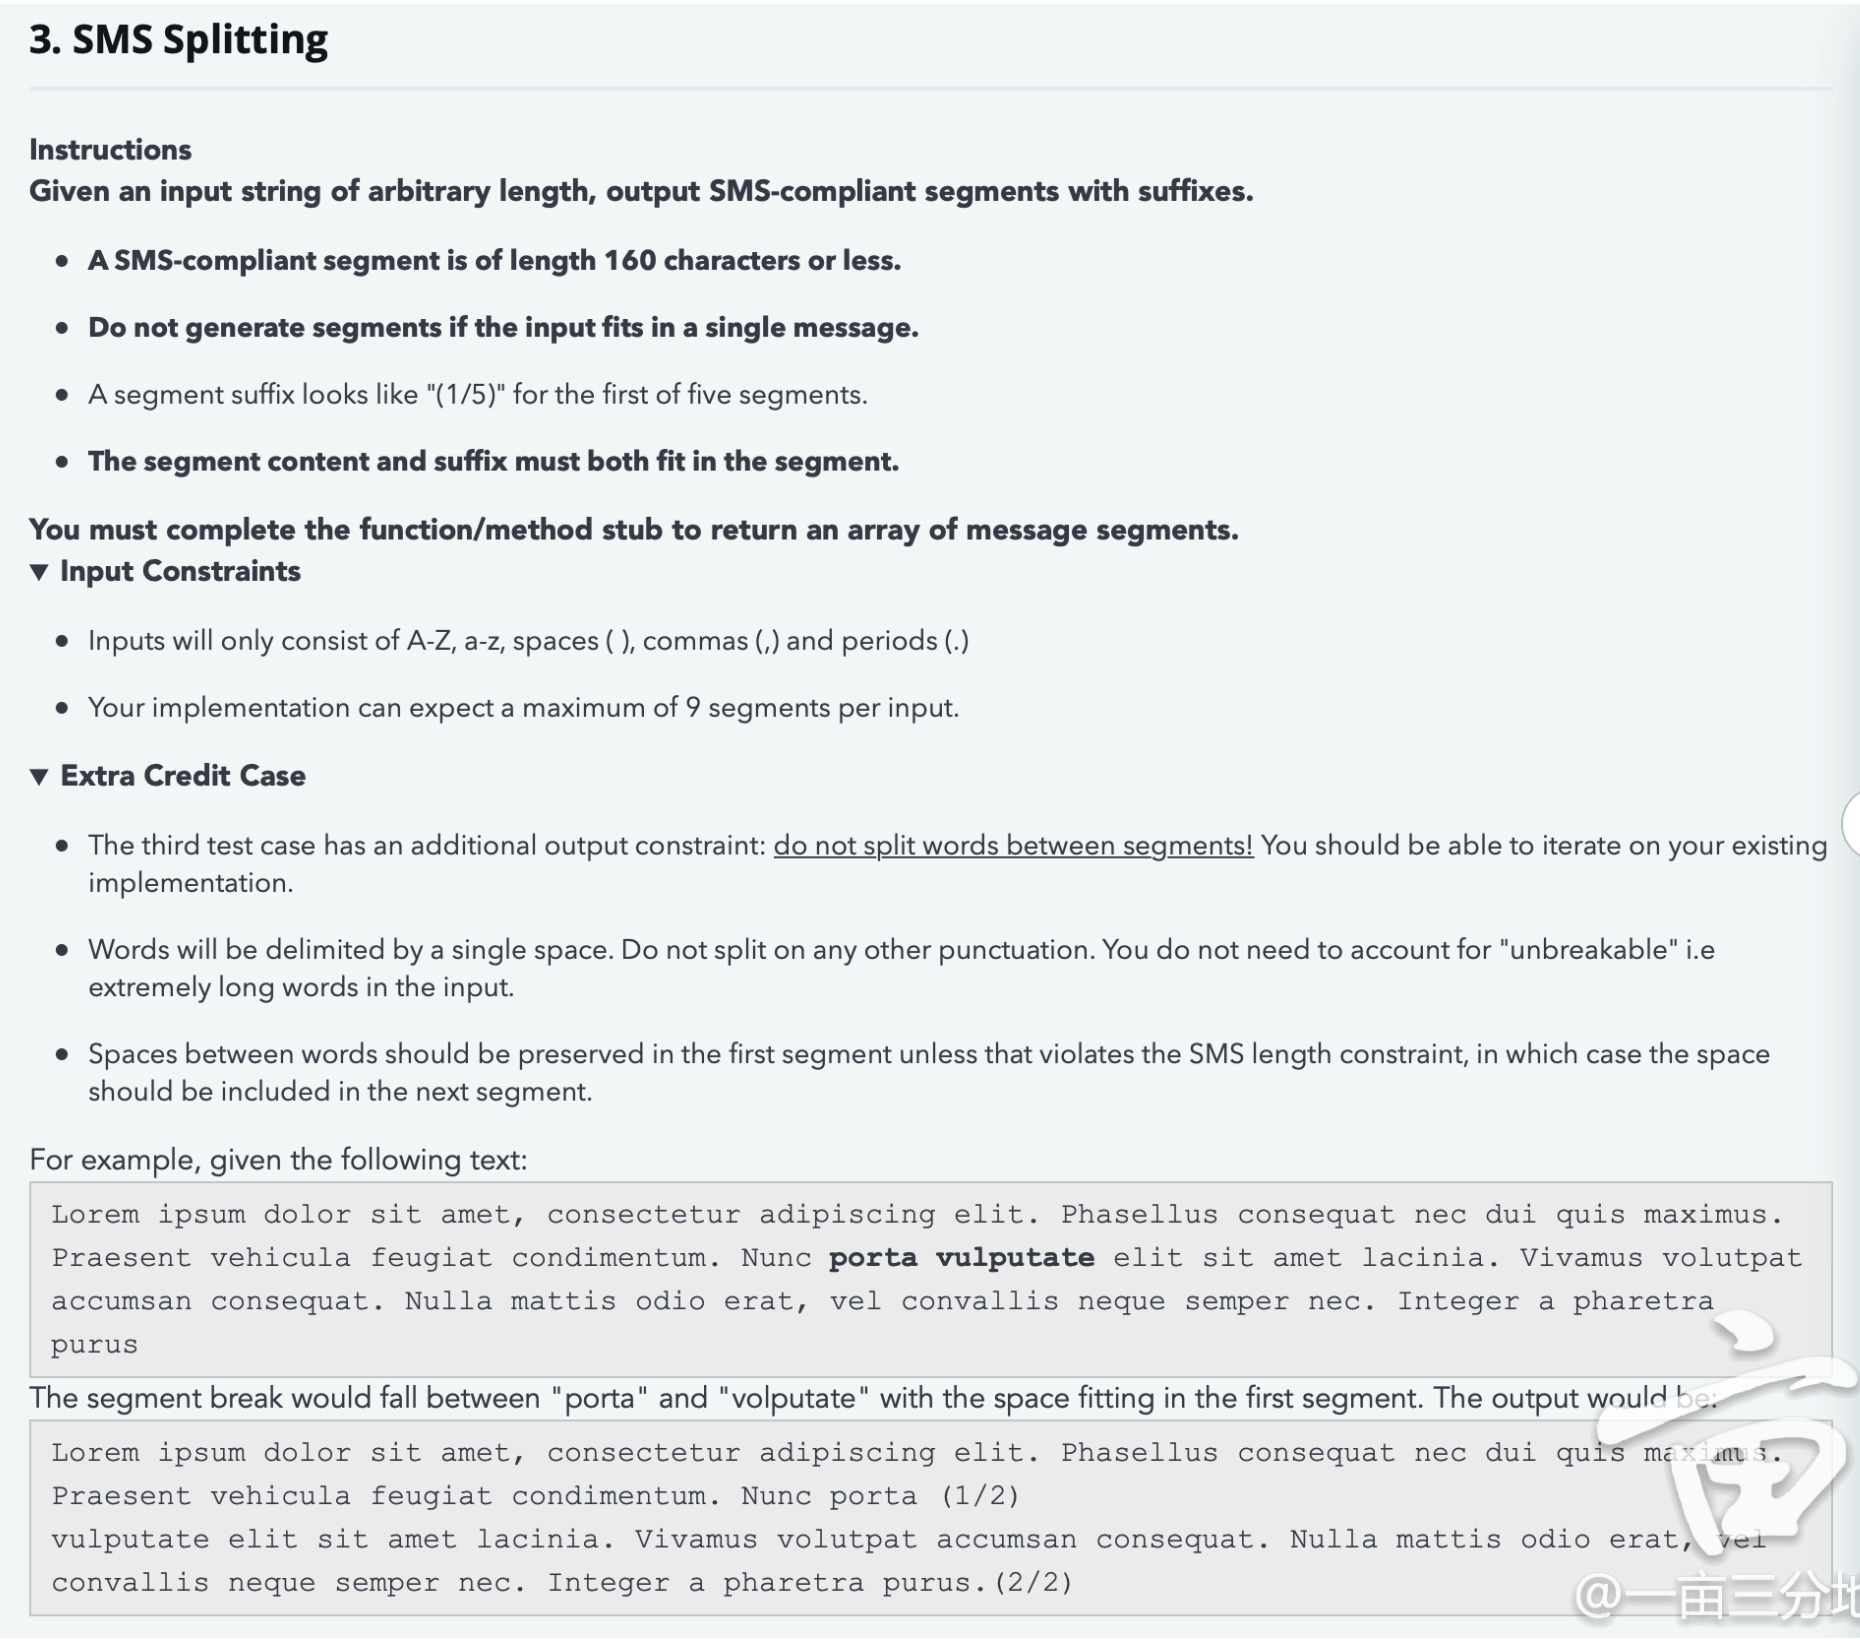 3. SMS Splitting
Instructions
Given an input string of arbitrary length, output SMS-compliant segments with suffixes.
• A SMS-compliant segment is of length 160 characters or less.
• Do not generate segments if the input fits in a single message.
• A segment suffix looks like "(1/5)" for the first of five segments.
• The segment content and suffix must both fit in the segment.
You must complete the function/method stub to return an array of message segments.
▼ Input Constraints
• Inputs will only consist of A-Z, a-z, spaces ( ), commas (,) and periods (.)
• Your implementation can expect a maximum of 9 segments per input.
▼ Extra Credit Case
• The third test case has an additional output constraint: do not split words between segments! You should be able to iterate on your existing
implementation.
• Words will be delimited by a single space. Do not split on any other punctuation. You do not need to account for "unbreakable" i.e
extremely long words in the input.
• Spaces between words should be preserved in the first segment unless that violates the SMS length constraint, in which case the space
should be included in the next segment.
For example, given the following text:
Lorem ipsum dolor sit amet, consectetur adipiscing elit. Phasellus consequat nec dui quis maximus.
Praesent vehicula feugiat condimentum. Nunc porta vulputate elit sit amet lacinia. Vivamus volutpat
accumsan consequat. Nulla mattis odio erat, vel convallis neque semper nec. Integer a pharetra
purus
The segment break would fall between "porta" and "volputate" with the space fitting in the first segment. The output would be:
Lorem ipsum dolor sit amet, consectetur adipiscing elit. Phasellus consequat nec dui quis maximus.
Praesent vehicula feugiat condimentum. Nunc porta (1/2)
vulputate elit sit amet lacinia. Vivamus volutpat accumsan consequat. Nulla mattis odio erat, vel
convallis neque semper nec. Integer a pharetra purus.(2/2)
@一亩三分地